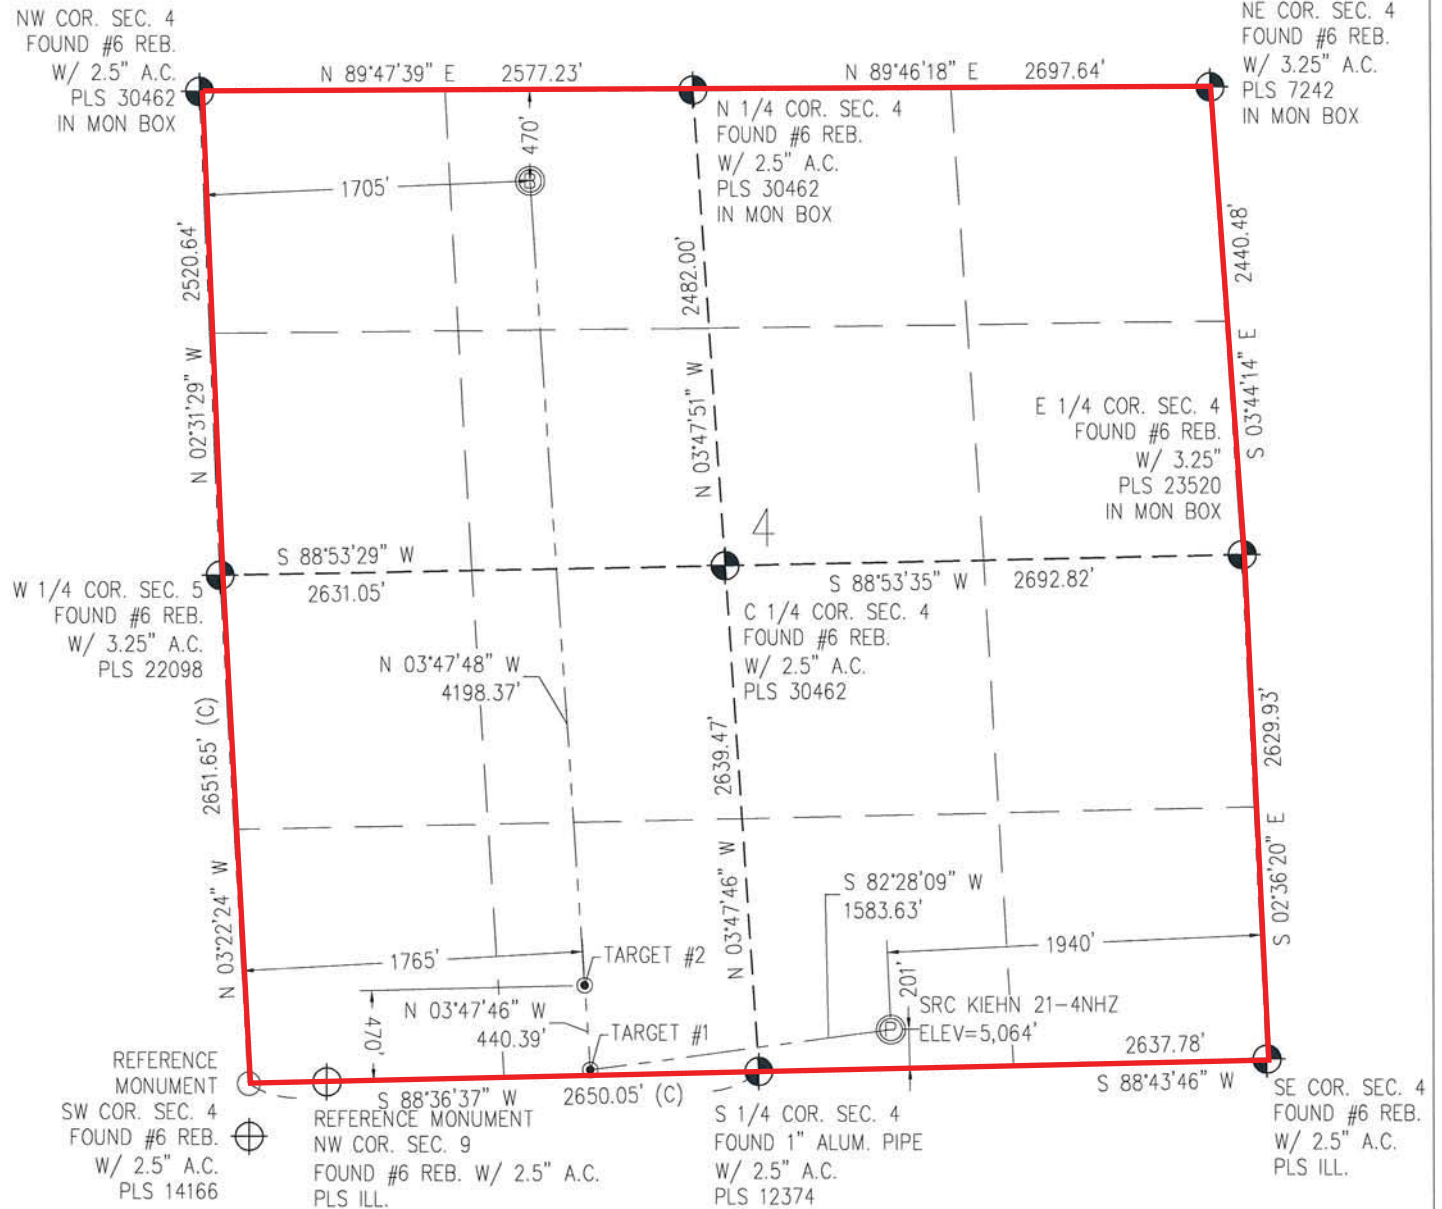 NW COR. SEC. 4
FOUND #6 REB.
W/ 2.5" A.C.
PLS 30462
IN MON BOX
N 89°47'39" E
2577.23'
N 89°46'18" E
2697.64'
NE COR. SEC. 4
FOUND #6 REB.
W/ 3.25" A.C.
PLS 7242
IN MON BOX
N 1/4 COR. SEC. 4
FOUND #6 REB.
W/ 2.5" A.C.
PLS 30462
IN MON BOX
470'
B
1705'
2520.64'
N 02°31'29" W
2482.00'
N 03°47'51" W
2440.48'
S 03°44'14" E
E 1/4 COR. SEC. 4
FOUND #6 REB.
W/ 3.25"
PLS 23520
IN MON BOX
4
S 88°53'29" W
2631.05'
S 88°53'35" W
2692.82'
W 1/4 COR. SEC. 5
FOUND #6 REB.
W/ 3.25" A.C.
PLS 22098
C 1/4 COR. SEC. 4
FOUND #6 REB.
W/ 2.5" A.C.
PLS 30462
N 03°47'48" W
4198.37'
2651.65' (C)
N 03°22'24" W
2639.47'
N 03°47'46" W
2629.93'
S 02°36'20" E
S 82°28'09" W
1583.63'
1940'
201'
1765'
TARGET #2
470'
N 03°47'46" W
440.39'
TARGET #1
P
SRC KIEHN 21-4NHZ
ELEV=5,064'
2637.78'
S 88°43'46" W
REFERENCE
MONUMENT
SW COR. SEC. 4
FOUND #6 REB.
W/ 2.5" A.C.
PLS 14166
S 88°36'37" W
2650.05' (C)
REFERENCE MONUMENT
NW COR. SEC. 9
FOUND #6 REB. W/ 2.5" A.C.
PLS ILL.
S 1/4 COR. SEC. 4
FOUND 1" ALUM. PIPE
W/ 2.5" A.C.
PLS 12374
SE COR. SEC. 4
FOUND #6 REB.
W/ 2.5" A.C.
PLS ILL.